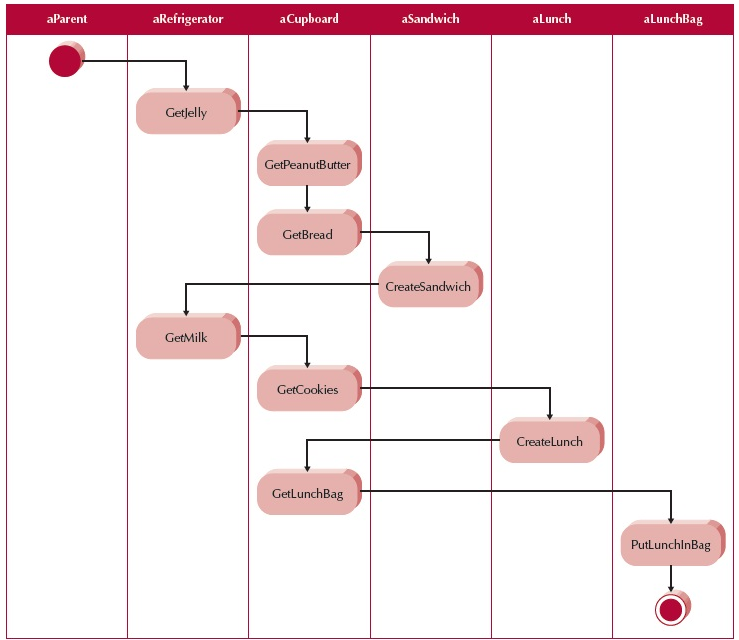 aParent aRefrigerator aCupboard aSandwich aLunch aLunchBag
GetJelly
GetPeanutButter
GetBread
CreateSandwich
GetMilk
GetCookies
CreateLunch
GetLunchBag
PutLunchInBag